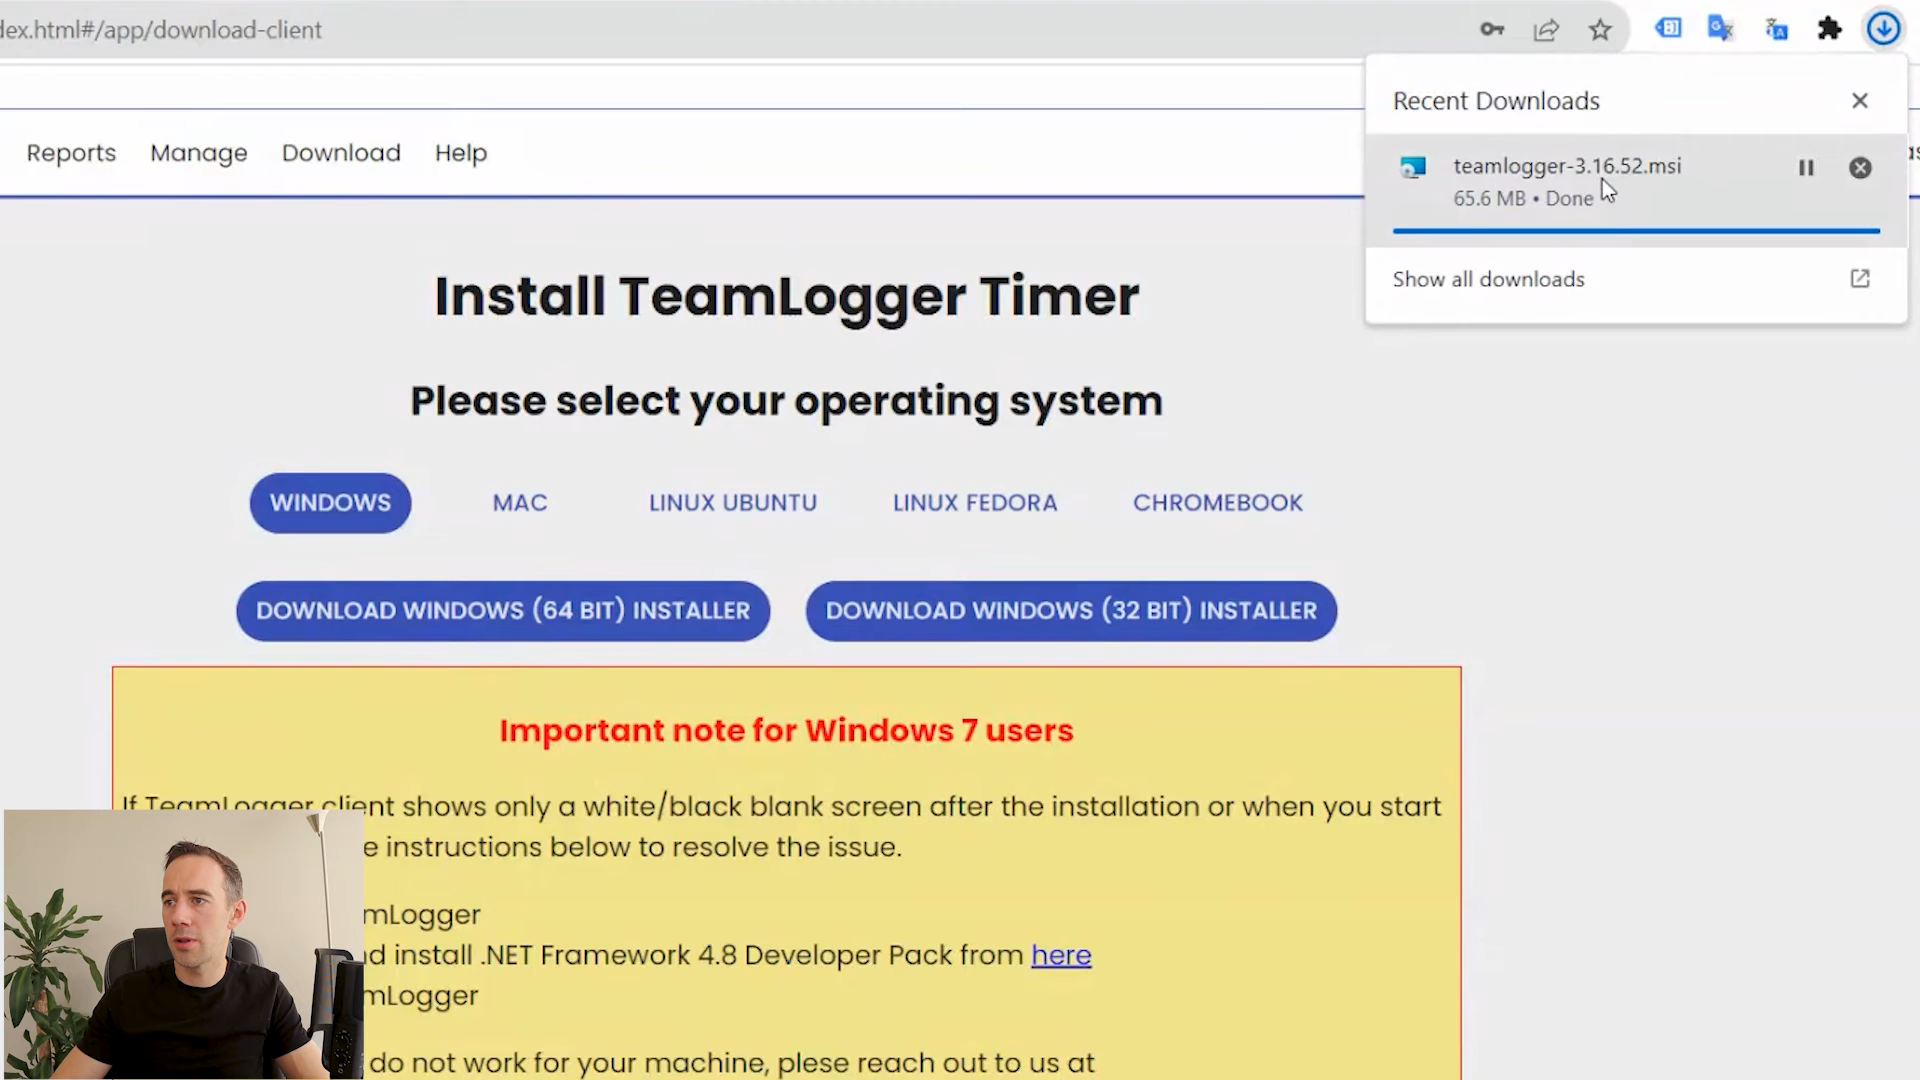 dex.html#/app/download-client
Recent Downloads
teamlogger-3.16.52.msi
65.6 MB • Done
Show all downloads
Reports Manage Download Help
Install TeamLogger Timer
Please select your operating system
WINDOWS MAC LINUX UBUNTU LINUX FEDORA CHROMEBOOK
DOWNLOAD WINDOWS (64 BIT) INSTALLER DOWNLOAD WINDOWS (32 BIT) INSTALLER
Important note for Windows 7 users
If TeamLogger client shows only a white/black blank screen after the installation or when you start
e instructions below to resolve the issue.
mLogger
nd install .NET Framework 4.8 Developer Pack from here
mLogger
do not work for your machine, plese reach out to us at